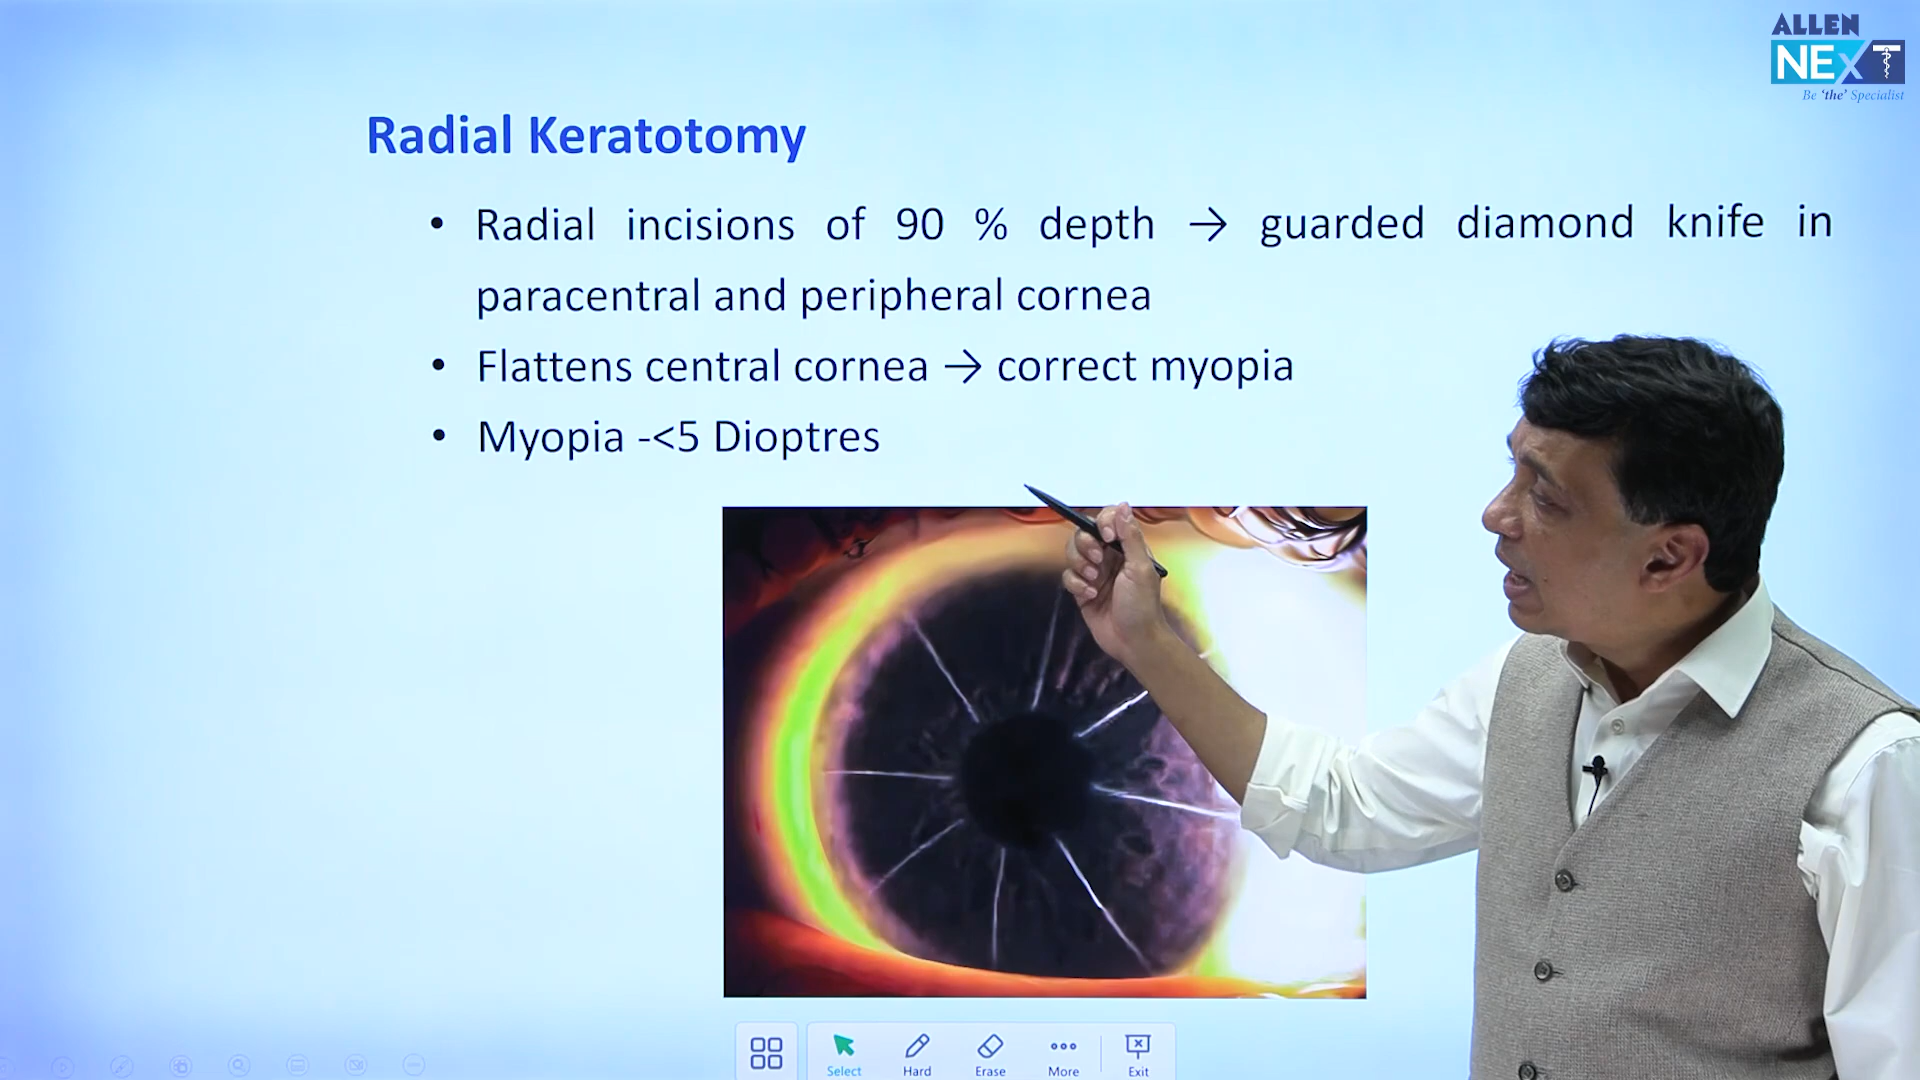 ALLEN
NEXT
Be 'the' Specialist
Radial Keratotomy
• Radial incisions of 90 % depth → guarded diamond knife in
paracentral and peripheral cornea
• Flattens central cornea → correct myopia
• Myopia -<5 Dioptres
Select Hard Erase More Exit